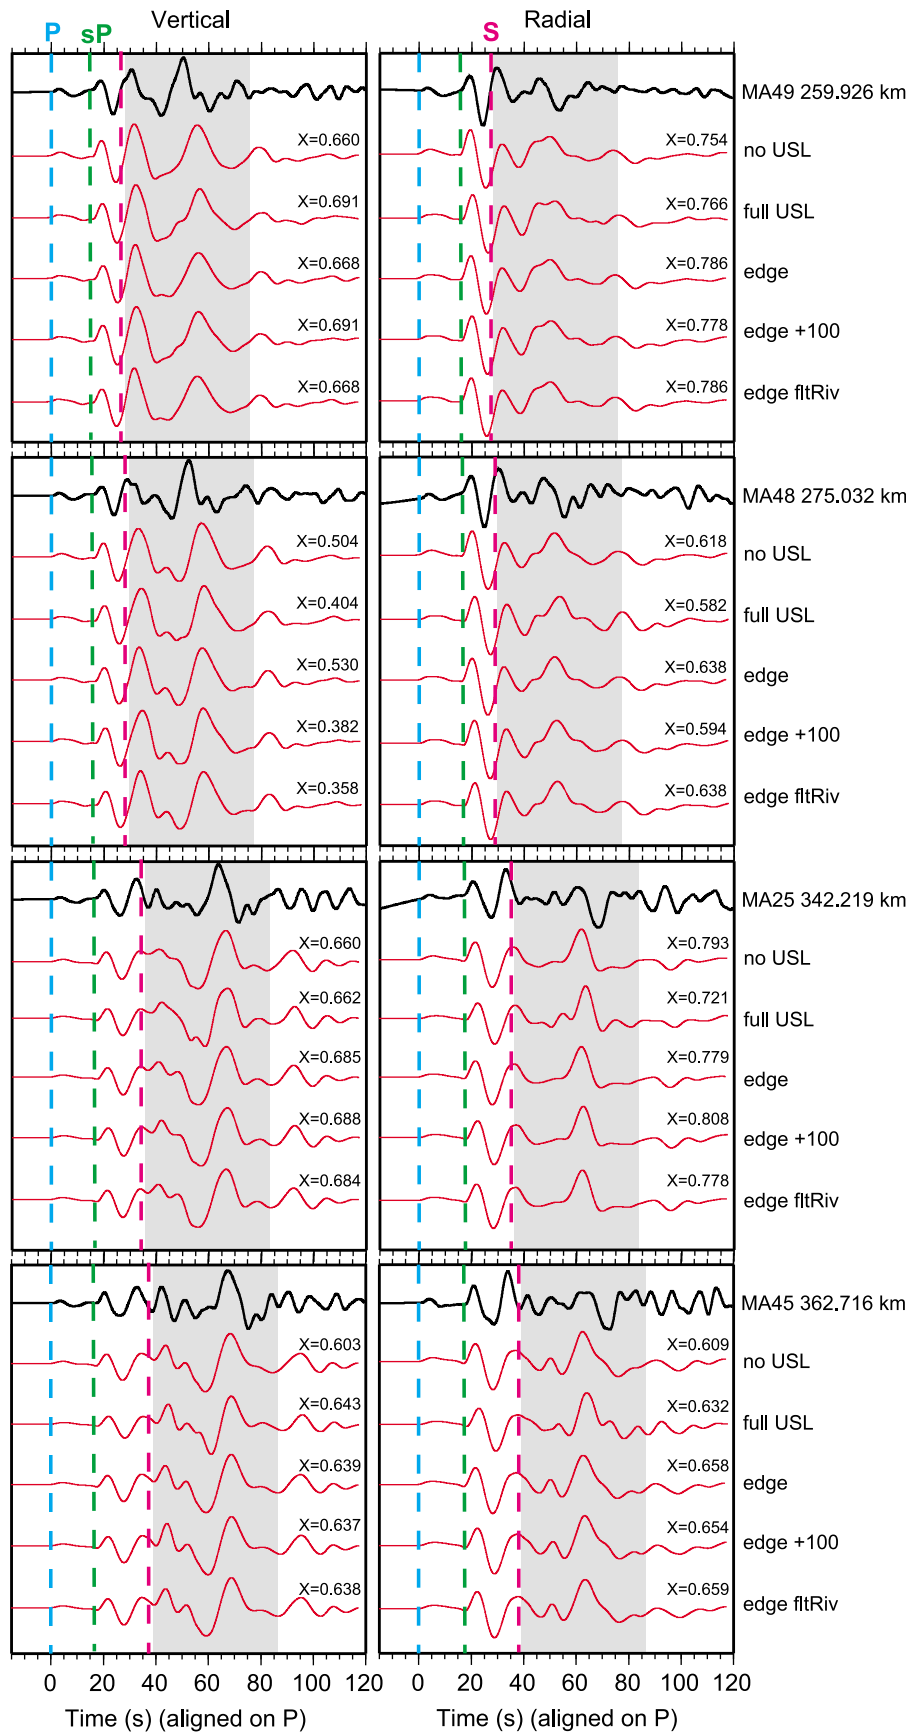 Vertical Radial
P sP S
MA49 259.926 km
X=0.660 X=0.754 no USL
X=0.691 X=0.766 full USL
X=0.668 X=0.786 edge
X=0.691 X=0.778 edge +100
X=0.668 X=0.786 edge fltRiv
MA48 275.032 km
X=0.504 X=0.618 no USL
X=0.404 X=0.582 full USL
X=0.530 X=0.638 edge
X=0.382 X=0.594 edge +100
X=0.358 X=0.638 edge fltRiv
MA25 342.219 km
X=0.660 X=0.793 no USL
X=0.662 X=0.721 full USL
X=0.685 X=0.779 edge
X=0.688 X=0.808 edge +100
X=0.684 X=0.778 edge fltRiv
MA45 362.716 km
X=0.603 X=0.609 no USL
X=0.643 X=0.632 full USL
X=0.639 X=0.658 edge
X=0.637 X=0.654 edge +100
X=0.638 X=0.659 edge fltRiv
0 20 40 60 80 100 0 20 40 60 80 100 120
Time (s) (aligned on P) Time (s) (aligned on P)